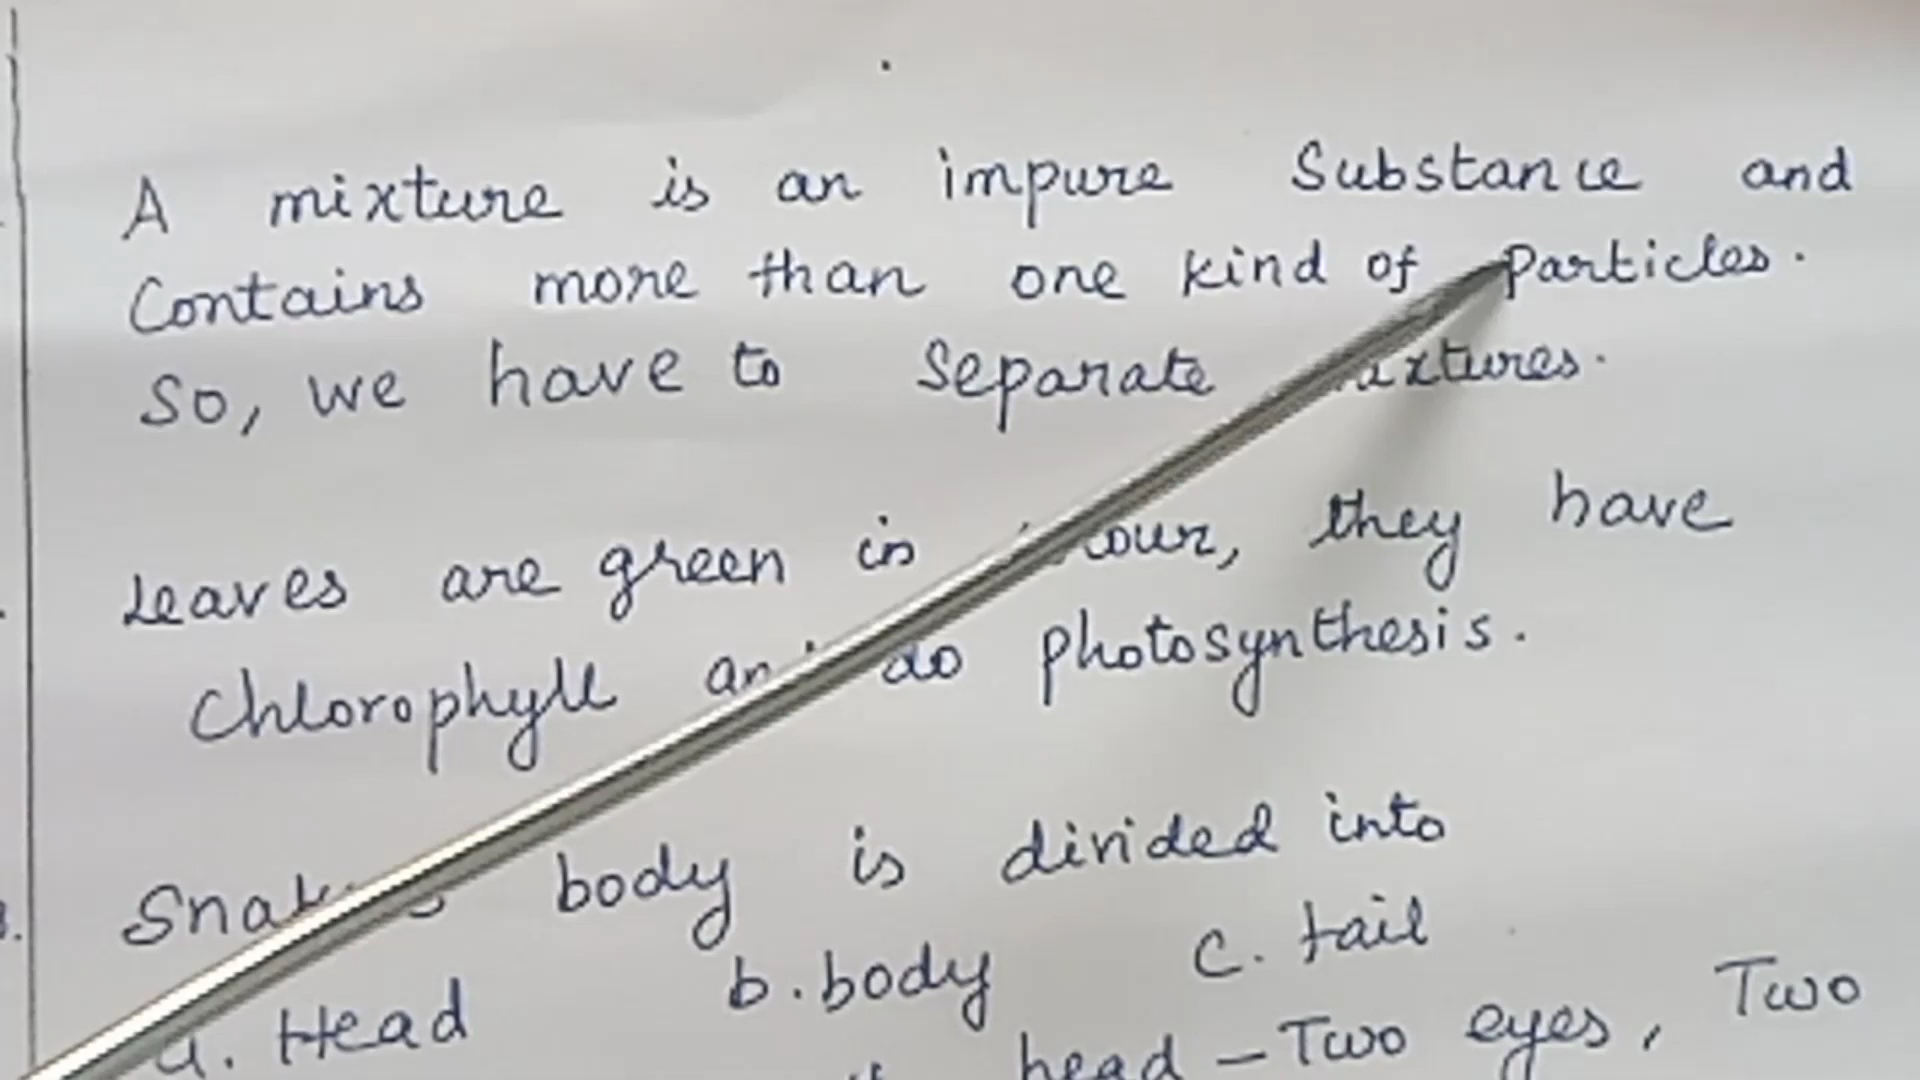 A mixture is an impure Substance and
Contains more than one kind of particles.
So, we have to Separate
Leaves are green in they have
Chlorophyll do photosynthesis.
3. body is divided into
a. Head b. body c. tail
head - Two eyes, Two